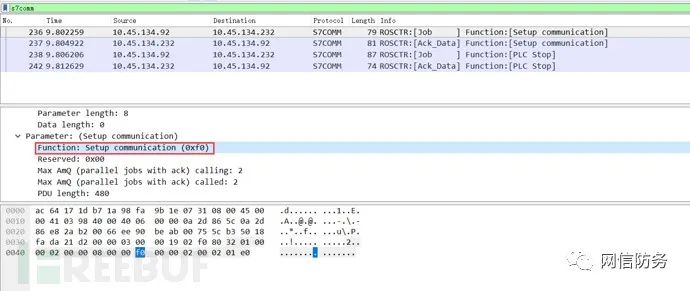 s7comm
No. Time Source Destination Protocol Length Info
236 9.802259 10.45.134.92 10.45.134.232 S7COMM 79 ROSCTR:[Job ] Function:[Setup communication]
237 9.804922 10.45.134.232 10.45.134.92 S7COMM 81 ROSCTR:[Ack_Data] Function:[Setup communication]
238 9.806206 10.45.134.92 10.45.134.232 S7COMM 87 ROSCTR:[Job ] Function:[PLC Stop]
242 9.812629 10.45.134.232 10.45.134.92 S7COMM 74 ROSCTR:[Ack_Data] Function:[PLC Stop]
Parameter length: 8
Data length: 0
Parameter: (Setup communication)
Function: Setup communication (0xf0)
Reserved: 0x00
Max AmQ (parallel jobs with ack) calling: 2
Max AmQ (parallel jobs with ack) called: 2
PDU length: 480
0000 ac 64 17 1d b7 1a 98 fa 9b 1e 07 31 08 00 45 00 .d...... ...1..E.
0010 00 41 03 98 40 00 40 06 00 00 0a 2d 86 5c 0a 2d .A..@.@. ...-.\.-
0020 86 e8 2a b2 00 66 ee 90 be ab 00 75 5c b3 50 18 ..*..f.. ...u\.P.
0030 fa da 21 d2 00 00 03 00 00 19 02 f0 80 32 01 00 ..!..... .....2..
0040 00 02 00 00 08 00 00 f0 00 00 02 00 02 01 e0 ........ .......
FREEBUF
网信防务